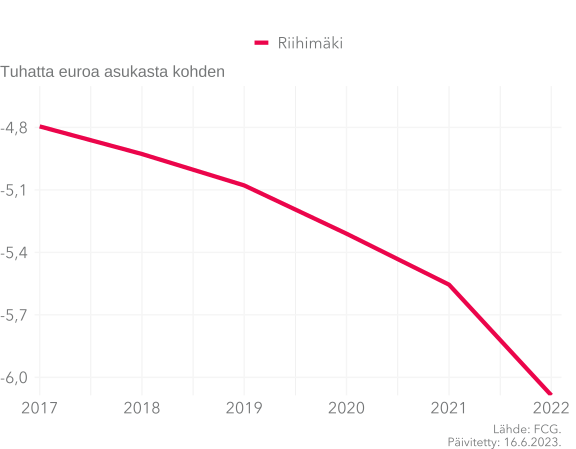 Riihimäki
Tuhatta euroa asukasta kohden
-4,8
-5,1
-5,4
-5,7
-6,0
2017 2018 2019 2020 2021 2022
Lähde: FCG.
Päivitetty: 16.6.2023.